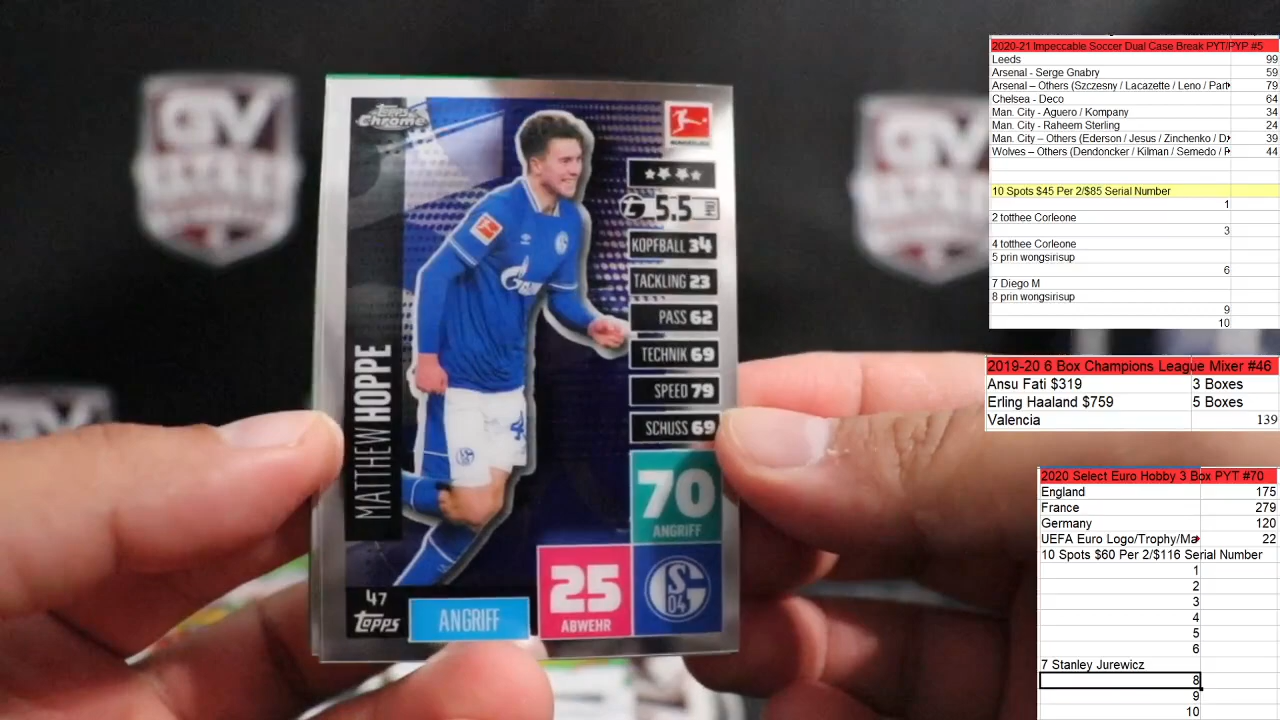 Topps
Chrome
BUNDESLIGA
5.5 MIO
KOPFBALL 34
TACKLING 23
PASS 62
TECHNIK 69
SPEED 79
SCHUSS 69
70
ANGRIFF
MATTHEW HOPPE
47
TOPPS
ANGRIFF
25
ABWEHR
S 04
2020-21 Impeccable Soccer Dual Case Break PYT/PYP #5
Leeds 99
Arsenal - Serge Gnabry 59
Arsenal – Others (Szczesny / Lacazette / Leno / Part 79
Chelsea - Deco 64
Man. City - Aguero / Kompany 34
Man. City - Raheem Sterling 24
Man. City – Others (Ederson / Jesus / Zinchenko / D 39
Wolves – Others (Dendoncker / Kilman / Semedo / 44
10 Spots $45 Per 2/$85 Serial Number
1
2 totthee Corleone
3
4 totthee Corleone
5 prin wongsirisup
6
7 Diego M
8 prin wongsirisup
9
10
2019-20 6 Box Champions League Mixer #46
Ansu Fati $319 3 Boxes
Erling Haaland $759 5 Boxes
Valencia 139
2020 Select Euro Hobby 3 Box PYT #70
England 175
France 279
Germany 120
UEFA Euro Logo/Trophy/Ma 22
10 Spots $60 Per 2/$116 Serial Number
1
2
3
4
5
6
7 Stanley Jurewicz
8
9
10